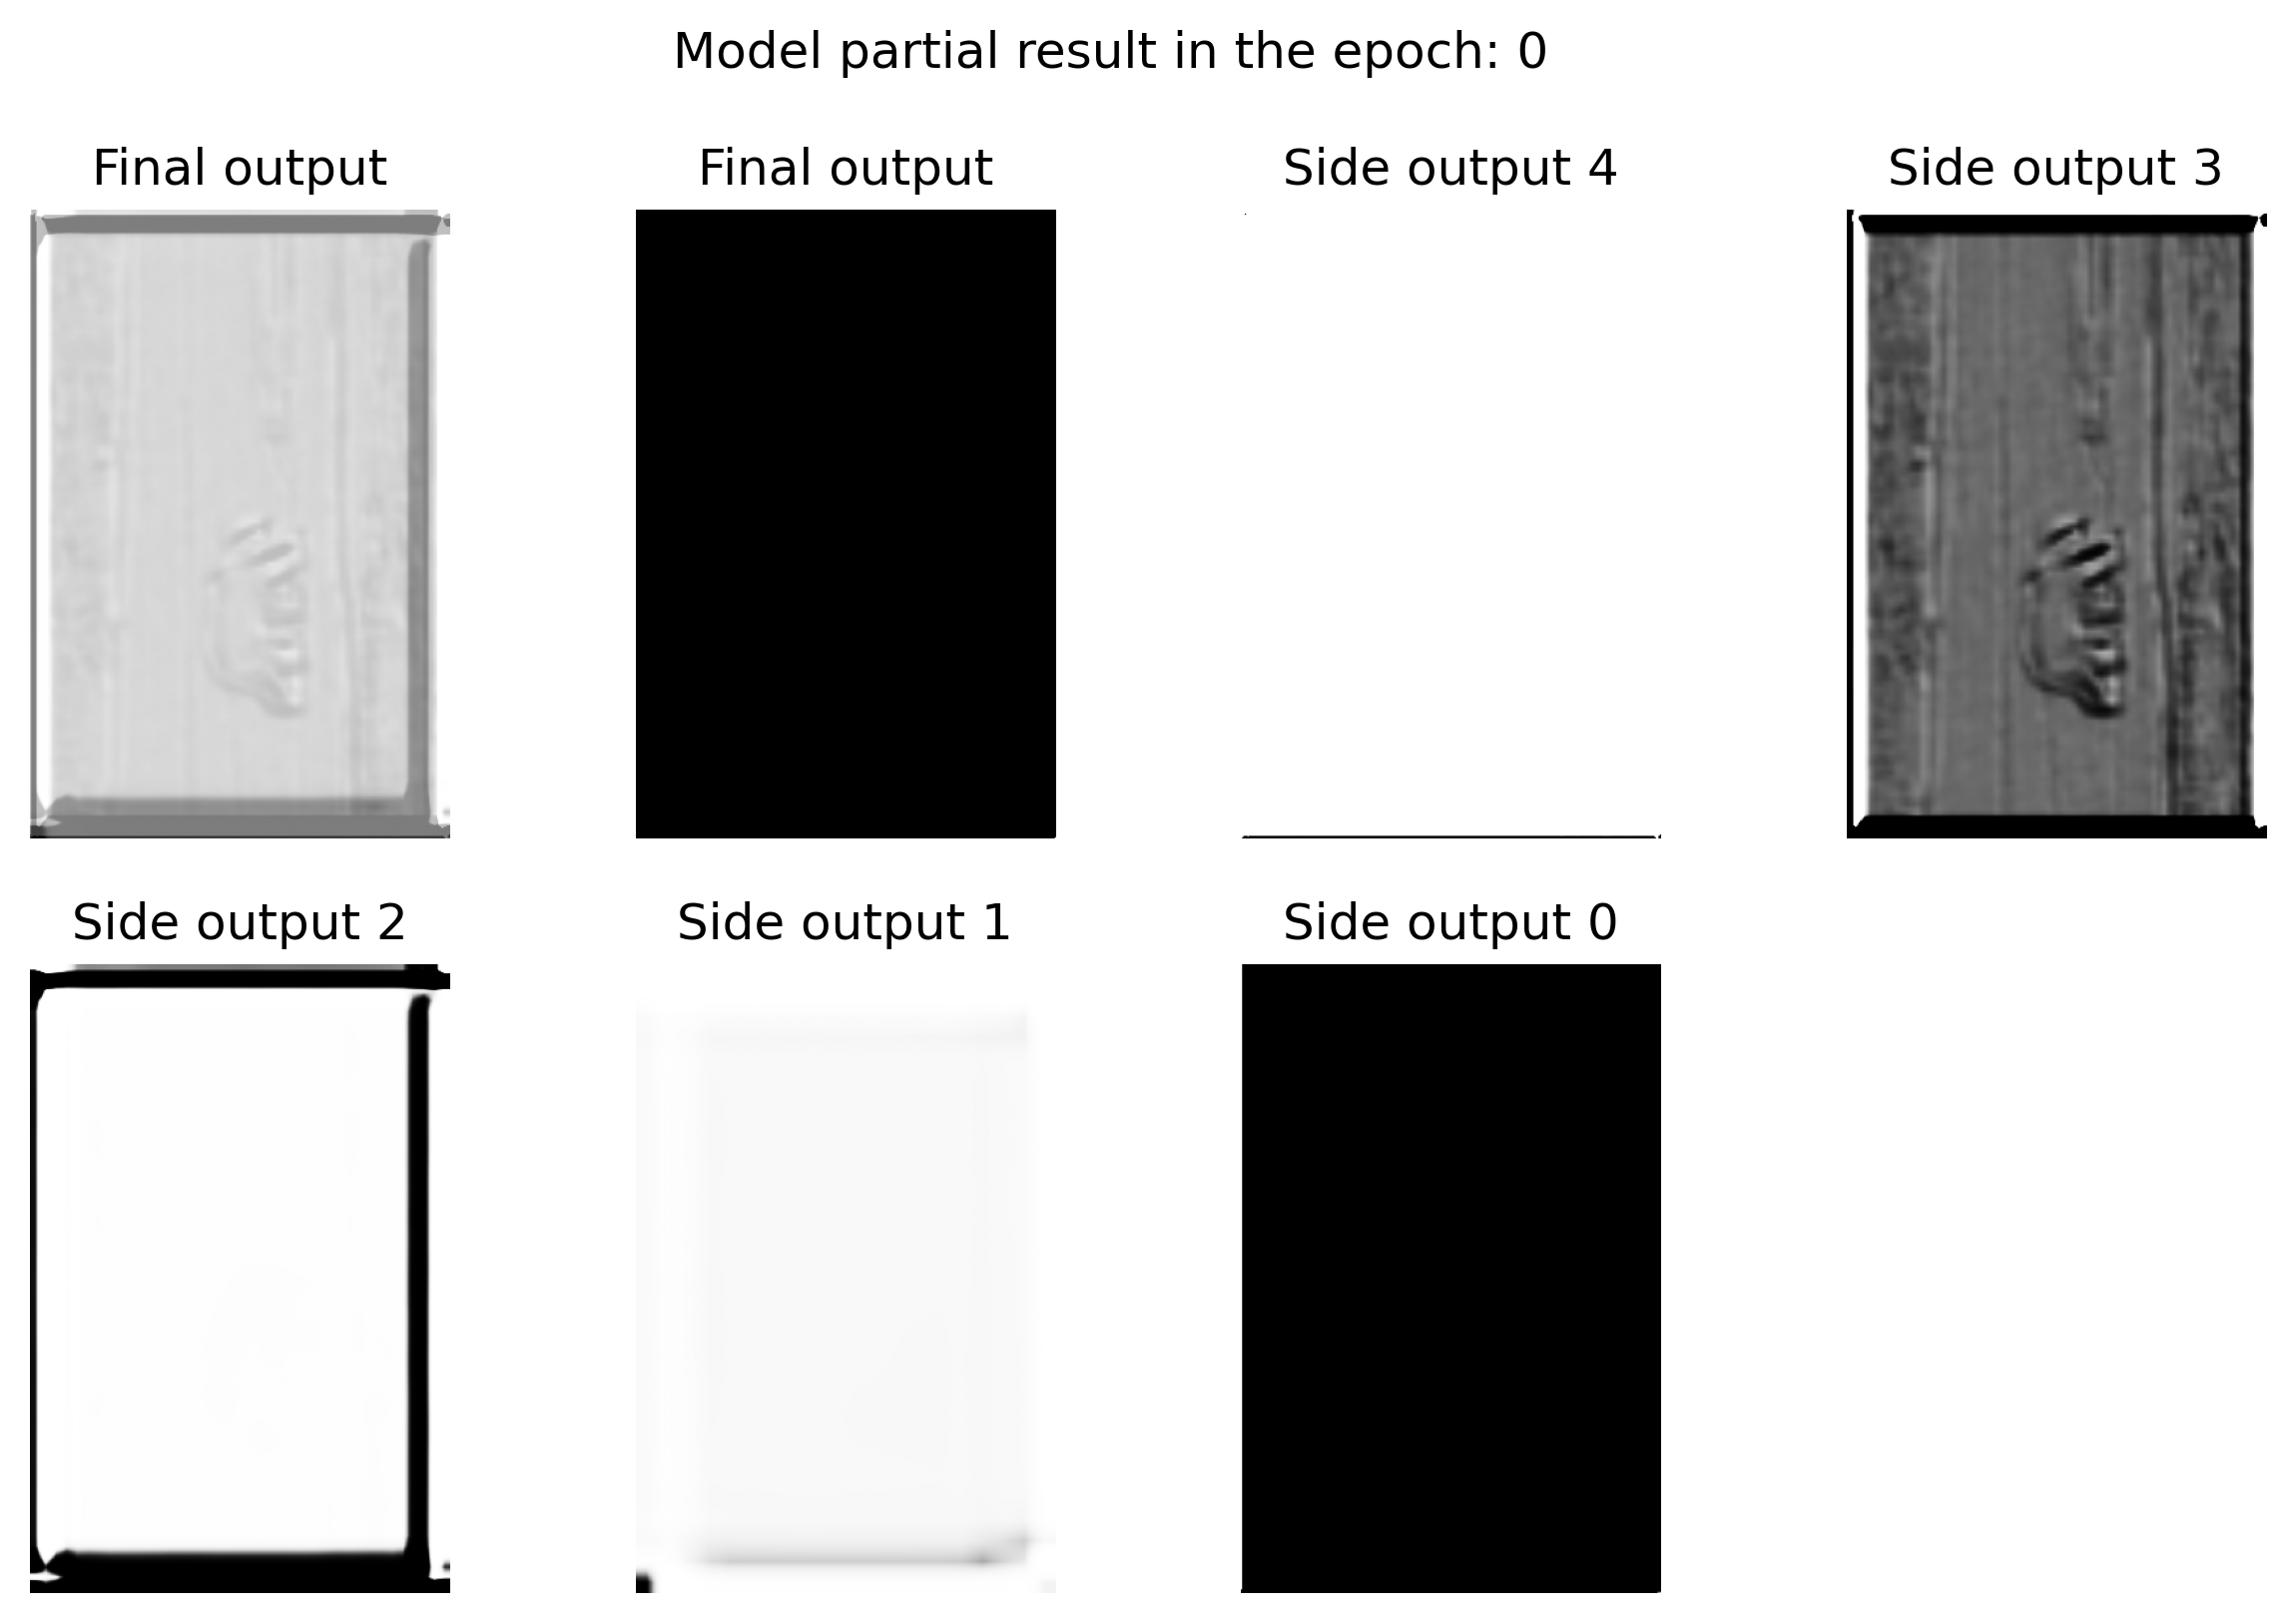 Model partial result in the epoch: 0
Final output
Final output
Side output 4
Side output 3
Side output 2
Side output 1
Side output 0